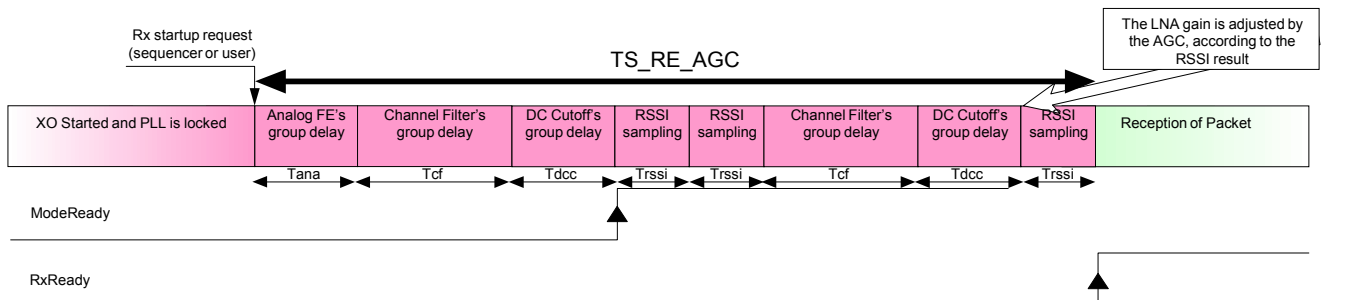 Rx startup request
(sequencer or user)
TS_RE_AGC
The LNA gain is adjusted by
the AGC, according to the
RSSI result
XO Started and PLL is locked
Analog FE's
group delay
Channel Filter's
group delay
DC Cutoff's
group delay
RSSI
sampling
RSSI
sampling
Channel Filter's
group delay
DC Cutoff's
group delay
RSSI
sampling
Reception of Packet
Tana
Tcf
Tdcc
Trssi
Trssi
Tcf
Tdcc
Trssi
ModeReady
RxReady